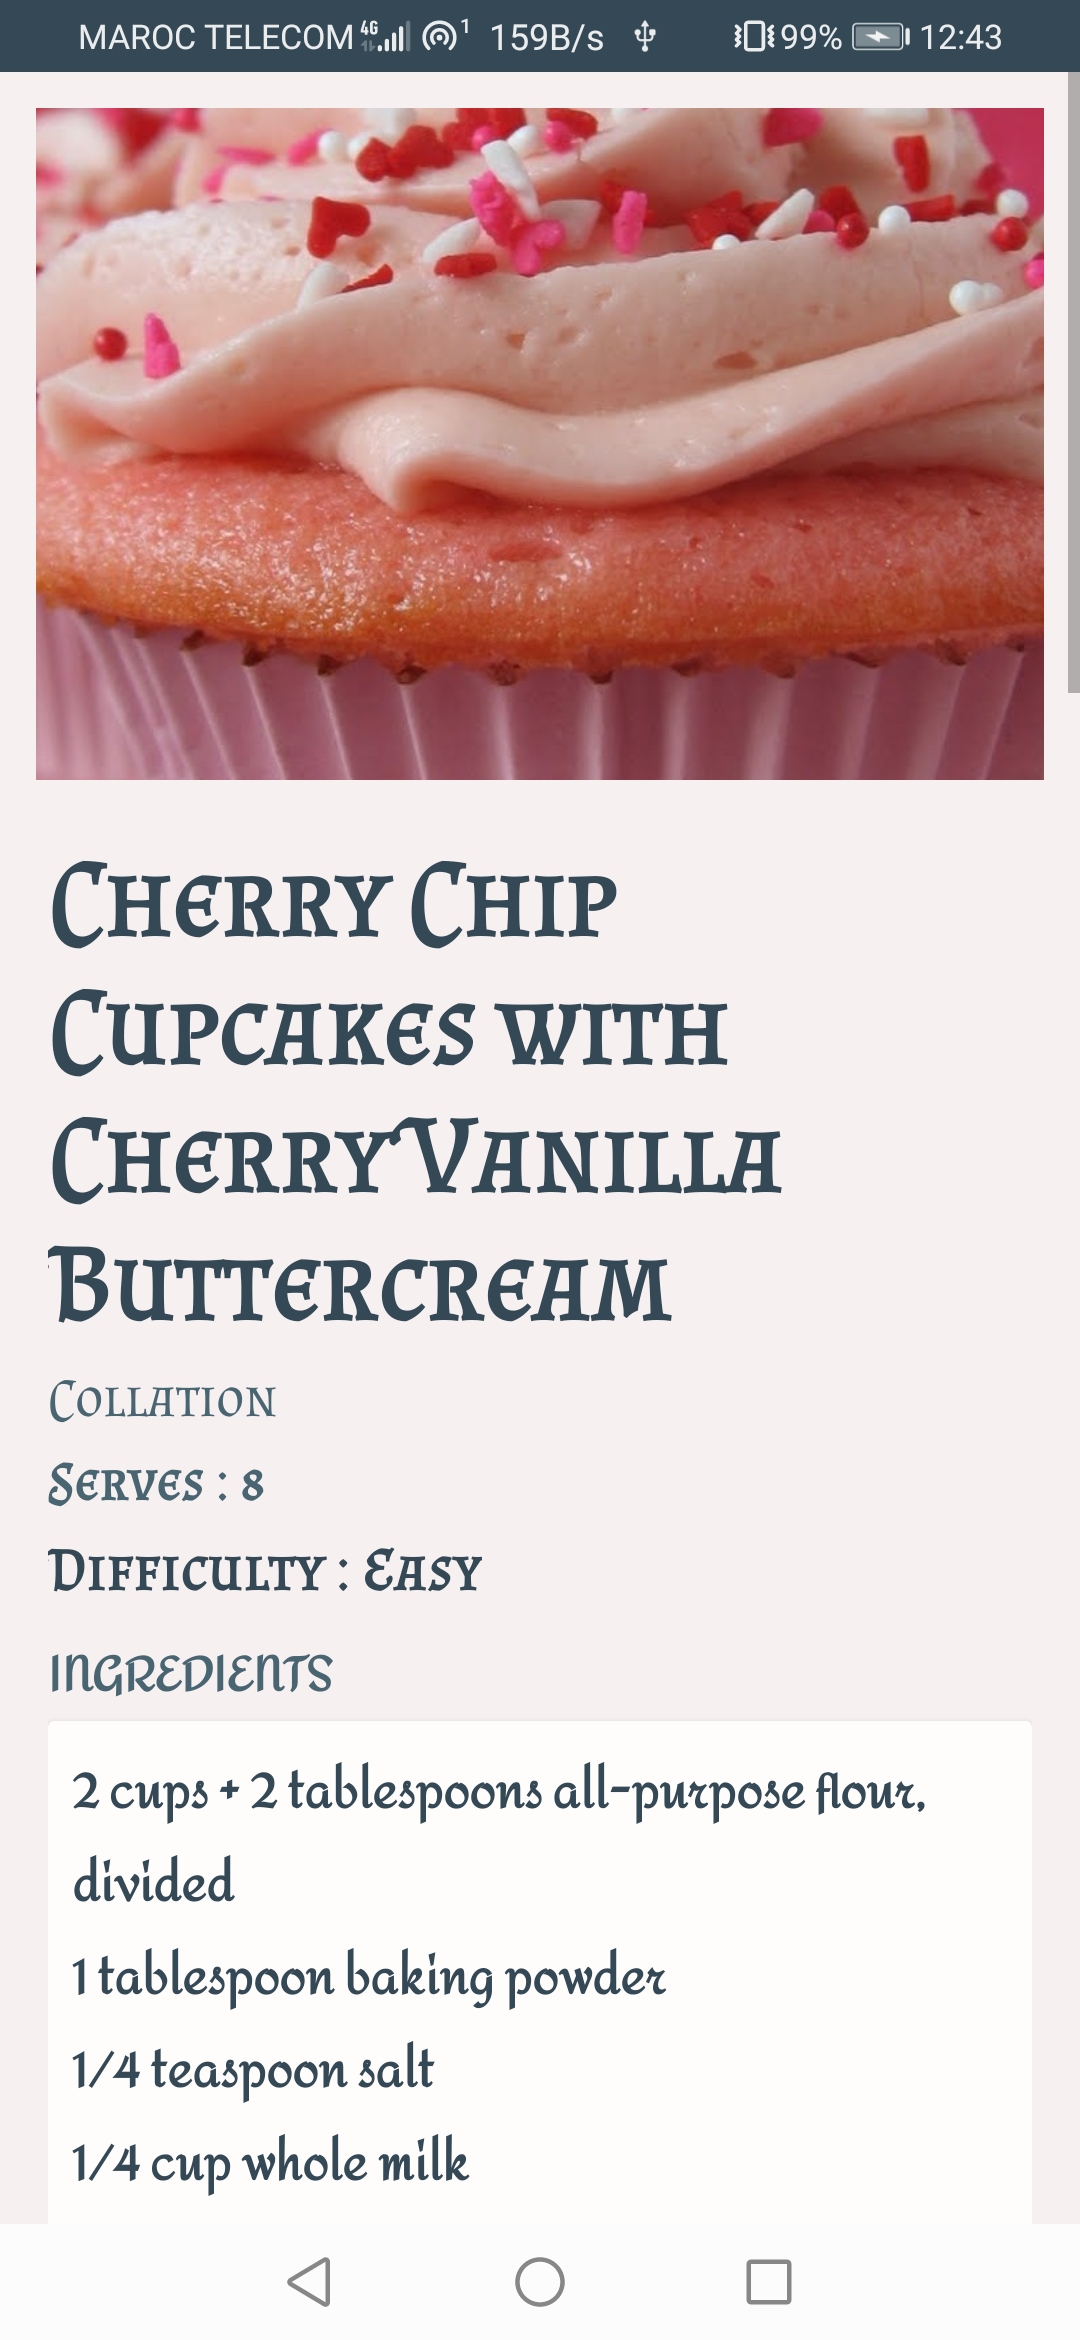 MAROC TELECOM 4G 1 159B/s 99% 12:43
Cherry Chip
Cupcakes with
Cherry Vanilla
Buttercream
Collation
Serves : 8
Difficulty : Easy
INGREDIENTS
2 cups + 2 tablespoons all-purpose flour,
divided
1 tablespoon baking powder
1/4 teaspoon salt
1/4 cup whole milk